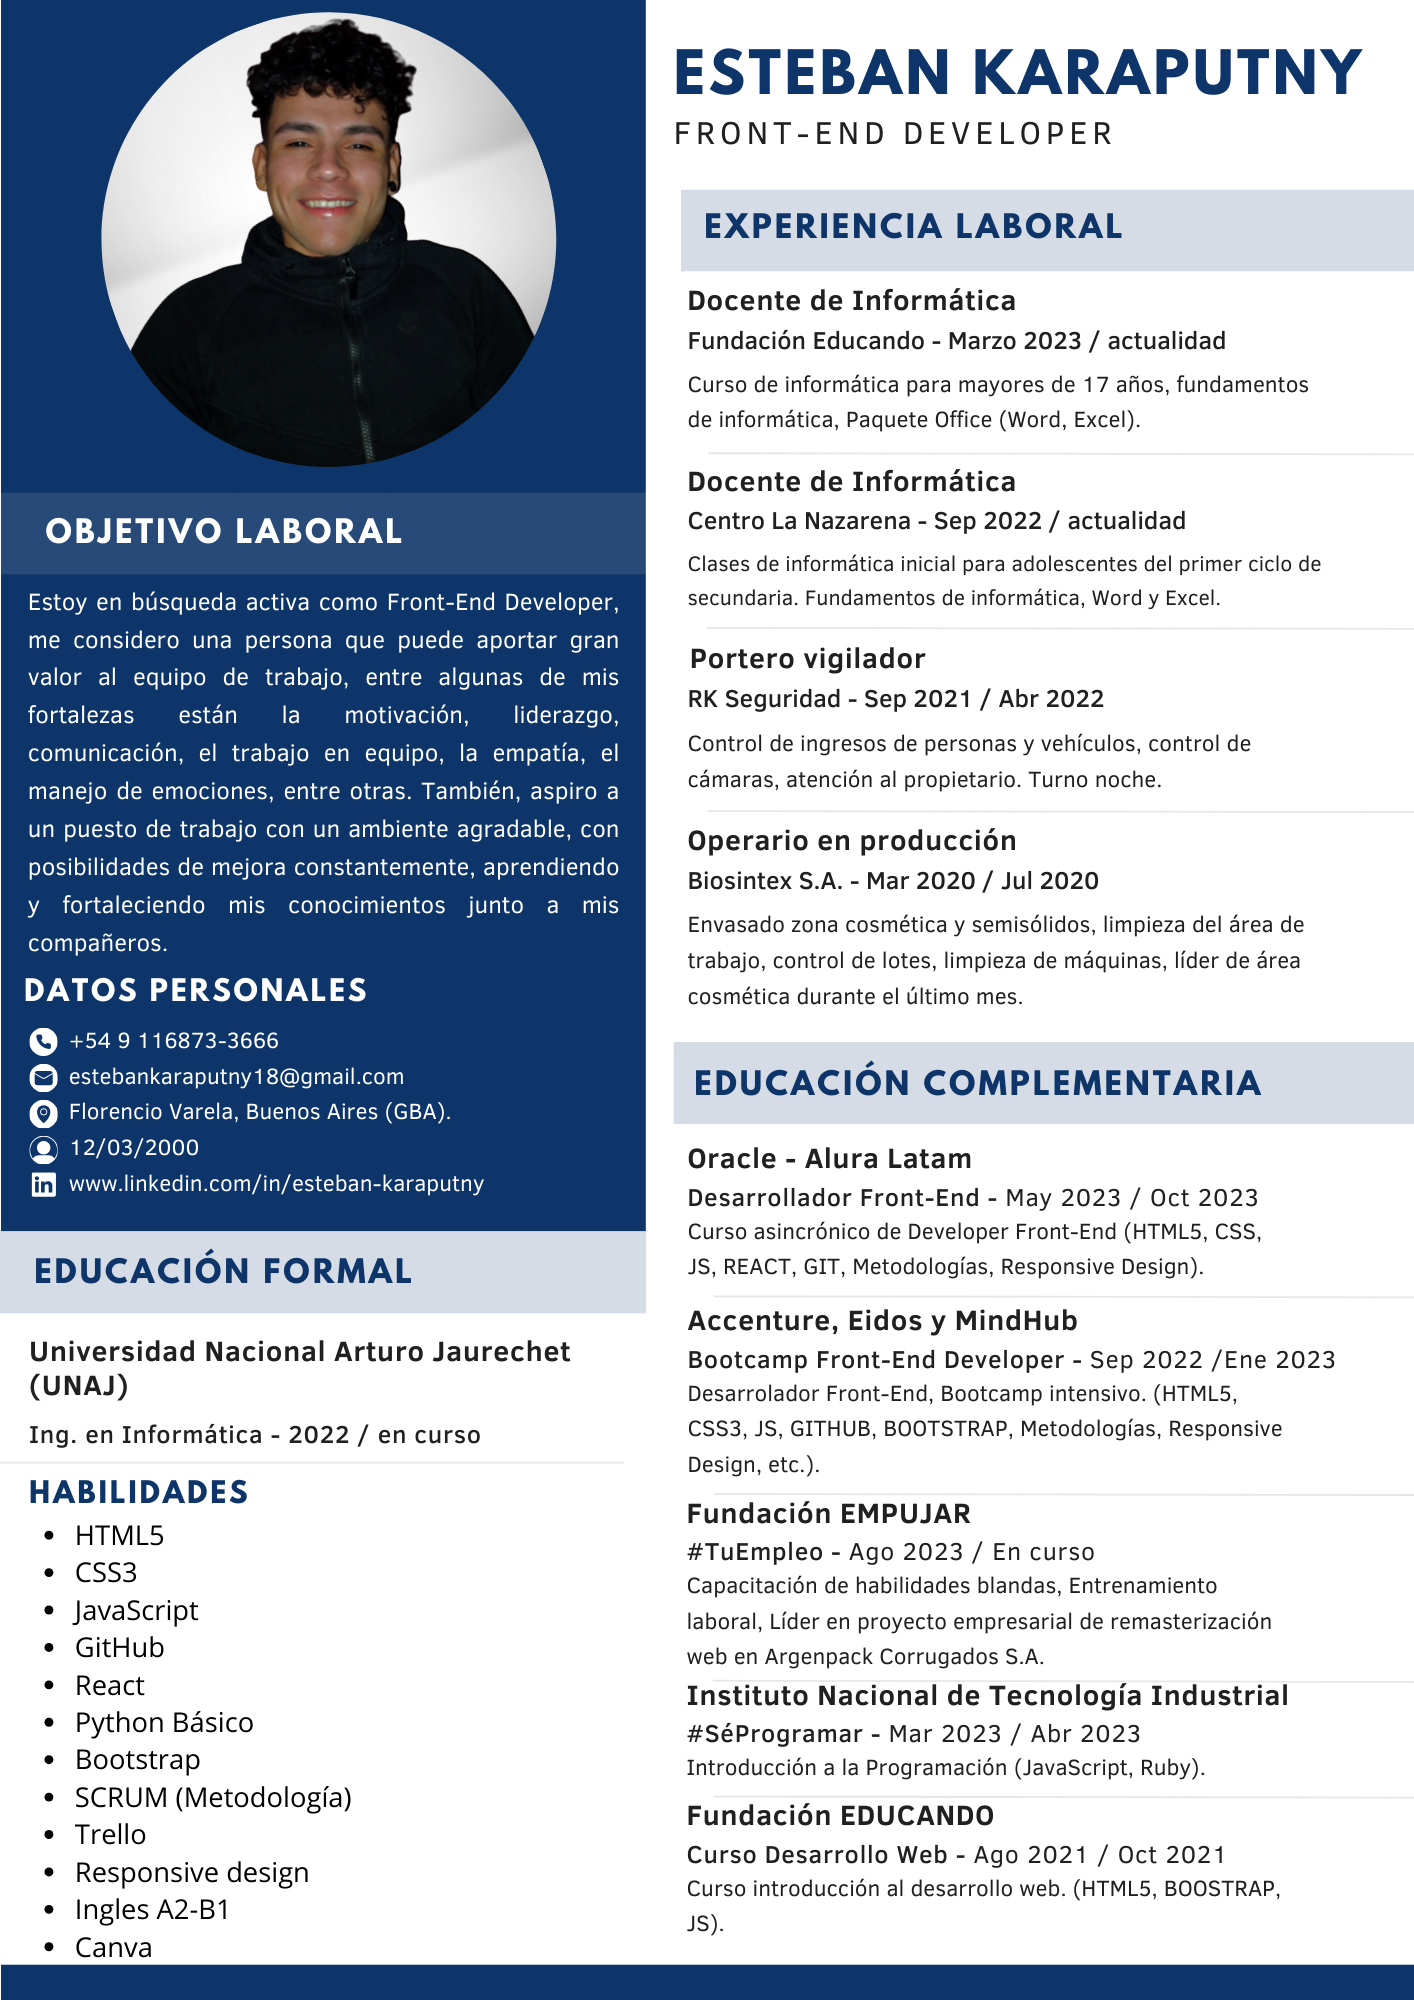 OBJETIVO LABORAL
Estoy en búsqueda activa como Front-End Developer,
me considero una persona que puede aportar gran
valor al equipo de trabajo, entre algunas de mis
fortalezas están la motivación, liderazgo,
comunicación, el trabajo en equipo, la empatía, el
manejo de emociones, entre otras. También, aspiro a
un puesto de trabajo con un ambiente agradable, con
posibilidades de mejora constantemente, aprendiendo
y fortaleciendo mis conocimientos junto a mis
compañeros.
DATOS PERSONALES
+54 9 116873-3666
estebankaraputny18@gmail.com
Florencio Varela, Buenos Aires (GBA).
12/03/2000
www.linkedin.com/in/esteban-karaputny
EDUCACIÓN FORMAL
Universidad Nacional Arturo Jaurechet
(UNAJ)
Ing. en Informática - 2022 / en curso
HABILIDADES
• HTML5
• CSS3
• JavaScript
• GitHub
• React
• Python Básico
• Bootstrap
• SCRUM (Metodología)
• Trello
• Responsive design
• Ingles A2-B1
• Canva
ESTEBAN KARAPUTNY
FRONT-END DEVELOPER
EXPERIENCIA LABORAL
Docente de Informática
Fundación Educando - Marzo 2023 / actualidad
Curso de informática para mayores de 17 años, fundamentos
de informática, Paquete Office (Word, Excel).
Docente de Informática
Centro La Nazarena - Sep 2022 / actualidad
Clases de informática inicial para adolescentes del primer ciclo de
secundaria. Fundamentos de informática, Word y Excel.
Portero vigilador
RK Seguridad - Sep 2021 / Abr 2022
Control de ingresos de personas y vehículos, control de
cámaras, atención al propietario. Turno noche.
Operario en producción
Biosintex S.A. - Mar 2020 / Jul 2020
Envasado zona cosmética y semisólidos, limpieza del área de
trabajo, control de lotes, limpieza de máquinas, líder de área
cosmética durante el último mes.
EDUCACIÓN COMPLEMENTARIA
Oracle - Alura Latam
Desarrollador Front-End - May 2023 / Oct 2023
Curso asincrónico de Developer Front-End (HTML5, CSS,
JS, REACT, GIT, Metodologías, Responsive Design).
Accenture, Eidos y MindHub
Bootcamp Front-End Developer - Sep 2022 /Ene 2023
Desarrolador Front-End, Bootcamp intensivo. (HTML5,
CSS3, JS, GITHUB, BOOTSTRAP, Metodologías, Responsive
Design, etc.).
Fundación EMPUJAR
#TuEmpleo - Ago 2023 / En curso
Capacitación de habilidades blandas, Entrenamiento
laboral, Líder en proyecto empresarial de remasterización
web en Argenpack Corrugados S.A.
Instituto Nacional de Tecnología Industrial
#SéProgramar - Mar 2023 / Abr 2023
Introducción a la Programación (JavaScript, Ruby).
Fundación EDUCANDO
Curso Desarrollo Web - Ago 2021 / Oct 2021
Curso introducción al desarrollo web. (HTML5, BOOSTRAP,
JS).